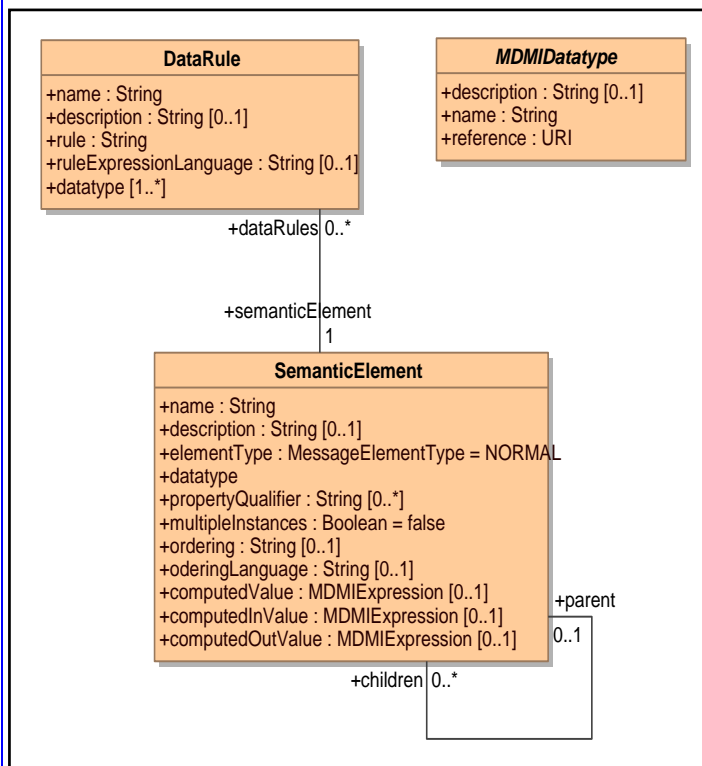 DataRule
+name : String
+description : String [0..1]
+rule : String
+ruleExpressionLanguage : String [0..1]
+datatype [1..*]
MDMIDatatype
+description : String [0..1]
+name : String
+reference : URI
+dataRules 0..*
+semanticElement
1
SemanticElement
+name : String
+description : String [0..1]
+elementType : MessageElementType = NORMAL
+datatype
+propertyQualifier : String [0..*]
+multipleInstances : Boolean = false
+ordering : String [0..1]
+oderingLanguage : String [0..1]
+computedValue : MDMIExpression [0..1]
+computedInValue : MDMIExpression [0..1]
+computedOutValue : MDMIExpression [0..1]
+parent
0..1
+children 0..*